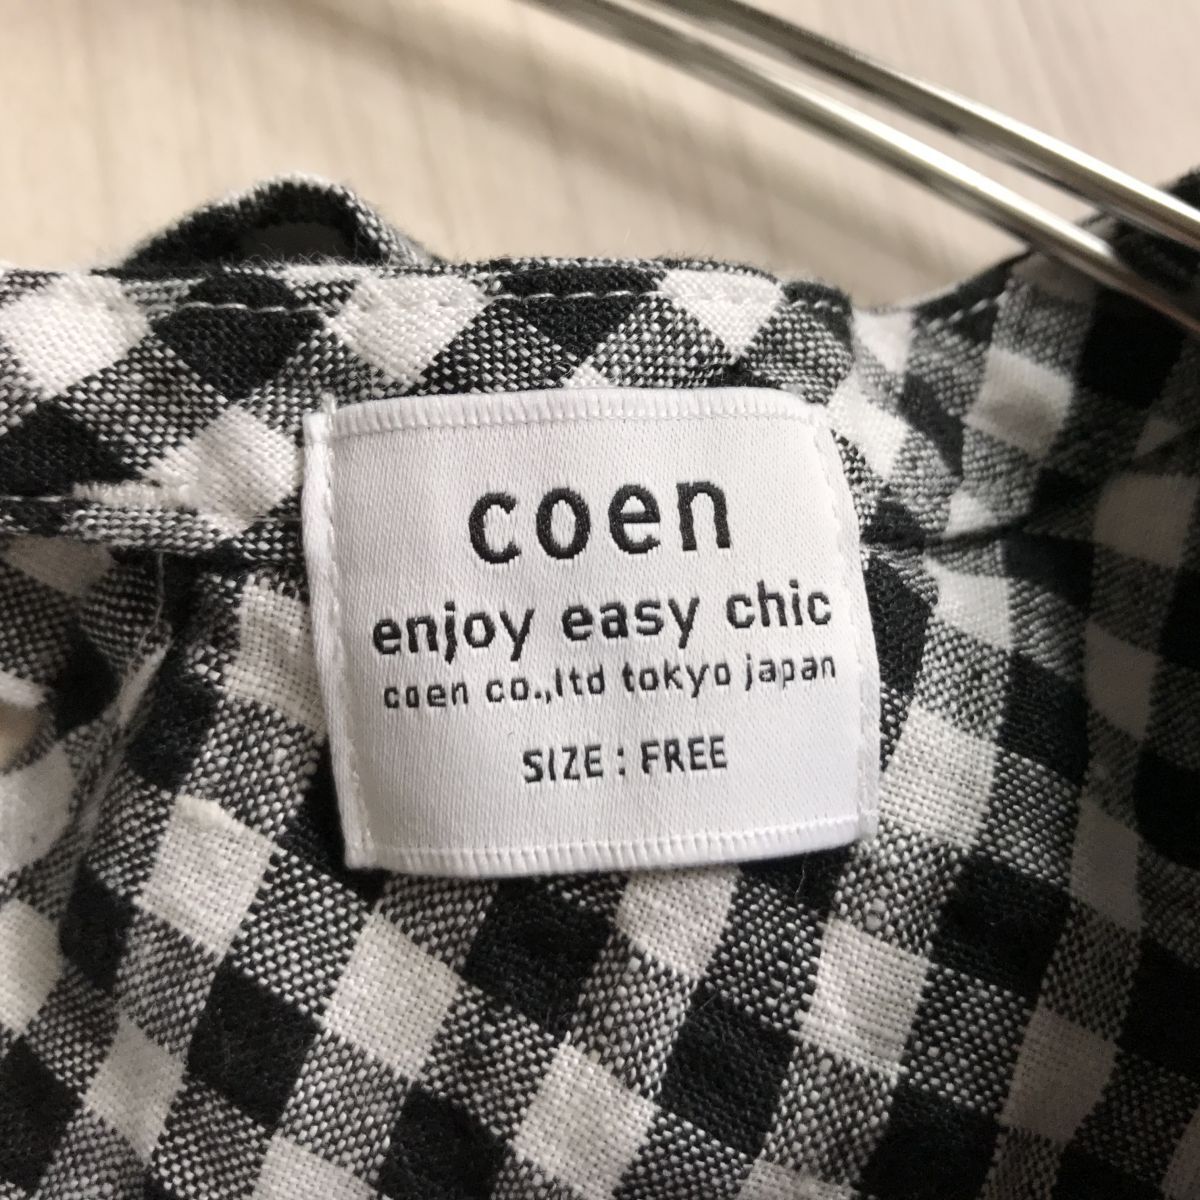 coen
enjoy easy chic
coen co.,ltd tokyo japan
SIZE : FREE